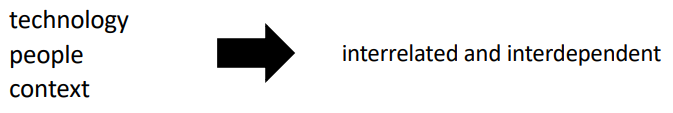 technology
people
context
interrelated and interdependent